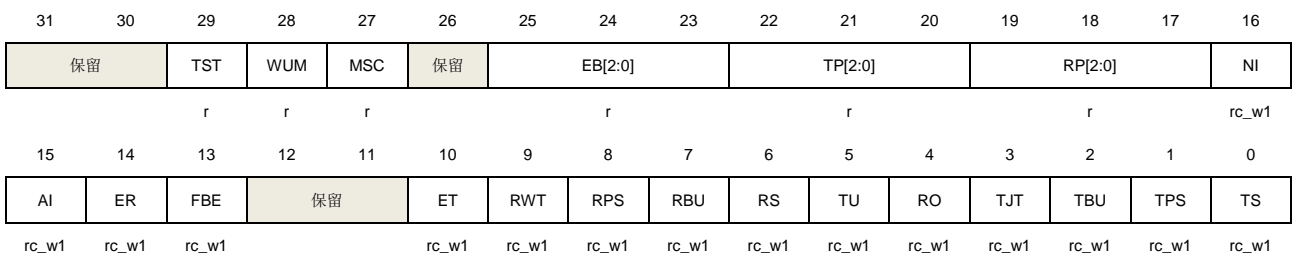 31 30 29 28 27 26 25 24 23 22 21 20 19 18 17 16
保留 TST WUM MSC 保留 EB[2:0] TP[2:0] RP[2:0] NI
r r r r r r rc_w1
15 14 13 12 11 10 9 8 7 6 5 4 3 2 1 0
AI ER FBE 保留 ET RWT RPS RBU RS TU RO TJT TBU TPS TS
rc_w1 rc_w1 rc_w1 rc_w1 rc_w1 rc_w1 rc_w1 rc_w1 rc_w1 rc_w1 rc_w1 rc_w1 rc_w1 rc_w1